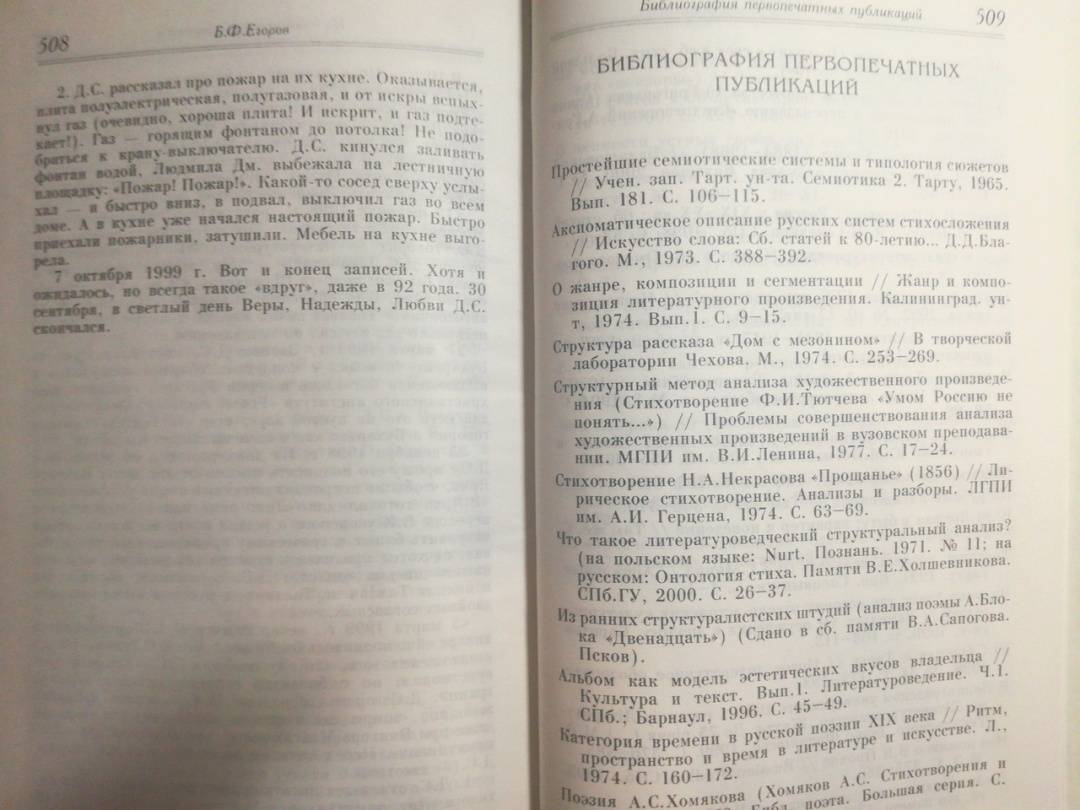 508
Б.Ф.Егоров
2. Д.С. рассказал про пожар на их кухне. Оказывается,
плита полуэлектрическая, полугазовая, и от искры вспых-
нул газ (очевидно, хороша плита! И искрит, и газ подте-
кает!). Газ — горящим фонтаном до потолка! Не подо-
браться к крану-выключателю. Д.С. кинулся заливать
фонтан водой, Людмила Дм. выбежала на лестничную
площадку: «Пожар! Пожар!». Какой-то сосед сверху услы-
хал — и быстро вниз, в подвал, выключил газ во всем
доме. А в кухне уже начался настоящий пожар. Быстро
приехали пожарники, затушили. Мебель на кухне выго-
рела.
7 октября 1999 г. Вот и конец записей. Хотя и
ожидалось, но всегда такое «вдруг», даже в 92 года. 30
сентября, в светлый день Веры, Надежды, Любви Д.С.
скончался.
Библиография первопечатных публикаций
509
БИБЛИОГРАФИЯ ПЕРВОПЕЧАТНЫХ
ПУБЛИКАЦИЙ
Простейшие семиотические системы и типология сюжетов
// Учен. зап. Тарт. ун-та. Семиотика 2. Тарту, 1965.
Вып. 181. С. 106—115.
Аксиоматическое описание русских систем стихосложения
// Искусство слова: Сб. статей к 80-летию... Д.Д.Бла-
гого. М., 1973. С. 388—392.
О жанре, композиции и сегментации // Жанр и компо-
зиция литературного произведения. Калининград. ун-
т, 1974. Вып.1. С. 9—15.
Структура рассказа «Дом с мезонином» // В творческой
лаборатории Чехова. М., 1974. С. 253—269.
Структурный метод анализа художественного произведе-
ния (Стихотворение Ф.И.Тютчева «Умом Россию не
понять...») // Проблемы совершенствования анализа
художественных произведений в вузовском преподава-
нии. МГПИ им. В.И.Ленина, 1977. С. 17—24.
Стихотворение Н.А.Некрасова «Прощанье» (1856) // Ли-
рическое стихотворение. Анализы и разборы. ЛГПИ
им. А.И. Герцена, 1974. С. 63—69.
Что такое литературоведческий структуральный анализ?
(на польском языке: Nurt. Познань. 1971. № 11; на
русском: Онтология стиха. Памяти В.Е.Холшевникова.
СПб.ГУ, 2000. С. 26—37.
Из ранних структуралистских штудий (анализ поэмы А.Бло-
ка «Двенадцать») (Сдано в сб. памяти В.А.Сапогова.
Псков).
Альбом как модель эстетических вкусов владельца //
Культура и текст. Вып.1. Литературоведение. Ч.1.
СПб.; Барнаул, 1996. С. 45—49.
Категория времени в русской поэзии XIX века // Ритм,
пространство и время в литературе и искусстве. Л.,
1974. С. 160—172.
Поэзия А.С.Хомякова (Хомяков А.С. Стихотворения и
Библ. поэта. Большая серия. С.